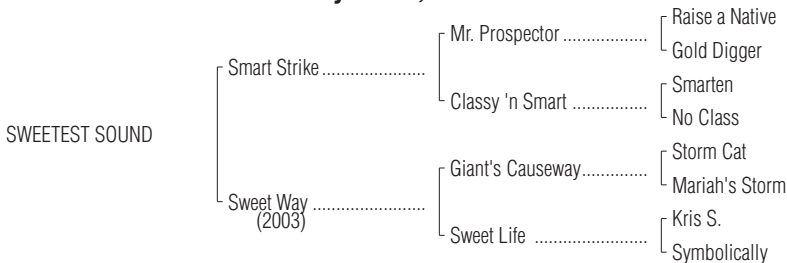 Raise a Native
Mr. Prospector ..................
Gold Digger
Smart Strike......................
Smarten
Classy 'n Smart ................
No Class
SWEETEST SOUND
Storm Cat
Giant's Causeway..............
Mariah's Storm
Sweet Way ........................
(2003)
Kris S.
Sweet Life ........................
Symbolically